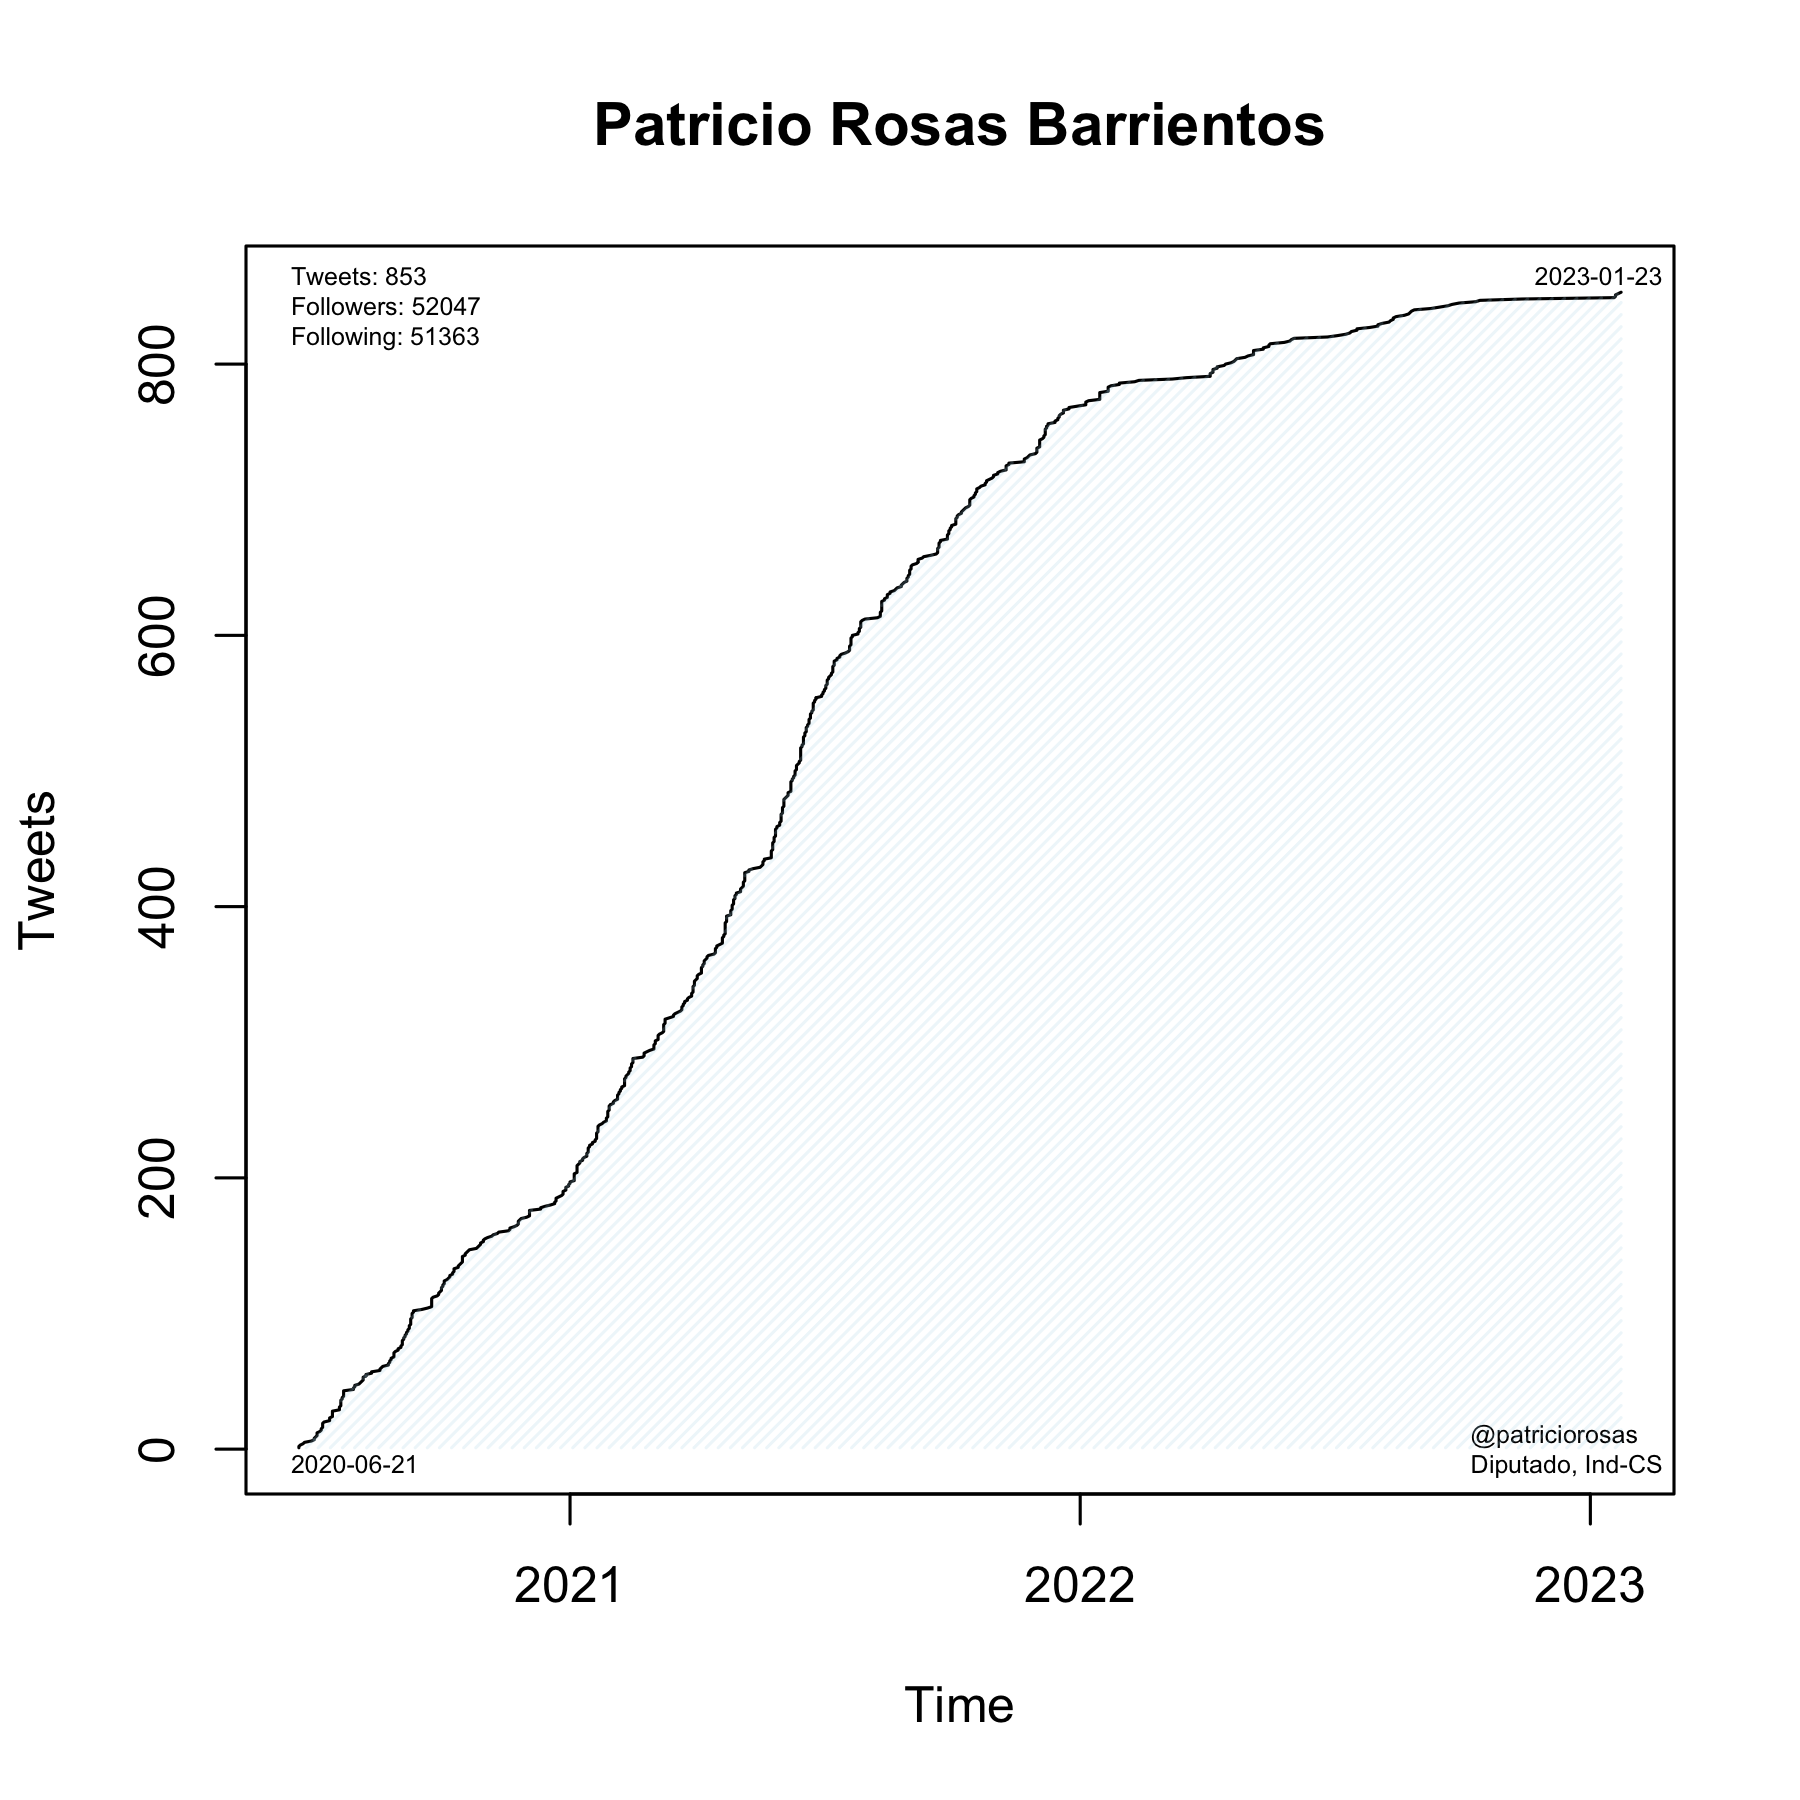 Patricio Rosas Barrientos
Tweets: 853
Followers: 52047
Following: 51363
2023-01-23
800
600
400
200
0
Tweets
2020-06-21
@patriciorosas
Diputado, Ind-CS
2021
2022
2023
Time